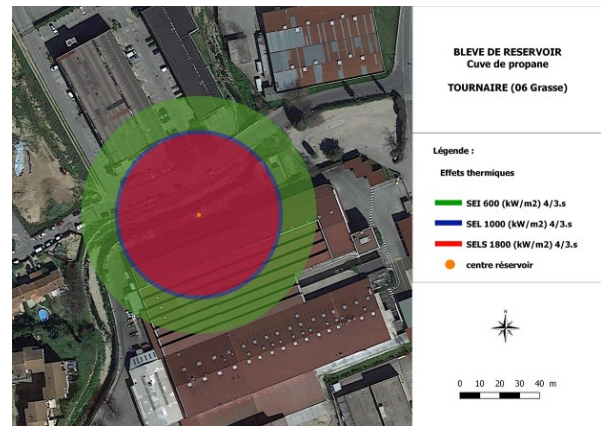 BLEVE DE RESERVOIR
Cuve de propane
TOURNAIRE (06 Grasse)
Légende :
Effets thermiques
SEI 600 (kW/m2) 4/3.s
SEL 1000 (kW/m2) 4/3.s
SELS 1800 (kW/m2) 4/3.s
centre réservoir
0 10 20 30 40 m